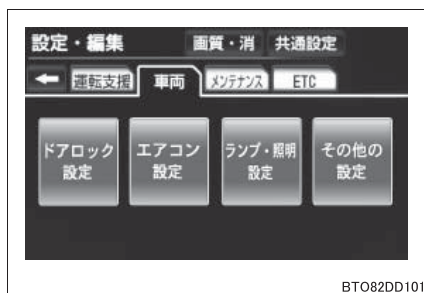 設定・編集 画質・消 共通設定
運転支援 車両 メンテナンス ETC
ドアロック エアコン ランプ・照明 その他の
設定 設定 設定 設定
BTO82DD101